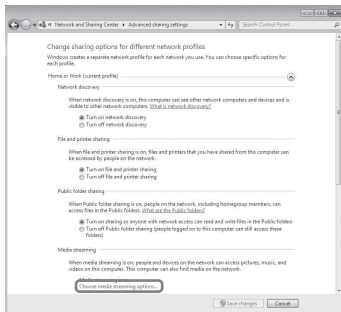 « Network and Sharing Center ▸ Advanced sharing settings
Search Control Panel
Change sharing options for different network profiles
Windows creates a separate network profile for each network you use. You can choose specific options for
each profile.
Home or Work (current profile)
Network discovery
When network discovery is on, this computer can see other network computers and devices and is
visible to other network computers. What is network discovery?
Turn on network discovery
Turn off network discovery
File and printer sharing
When file and printer sharing is on, files and printers that you have shared from this computer can
be accessed by people on the network.
Turn on file and printer sharing
Turn off file and printer sharing
Public folder sharing
When Public folder sharing is on, people on the network, including homegroup members, can
access files in the Public folders. What are the Public folders?
Turn on sharing so anyone with network access can read and write files in the Public folders
Turn off Public folder sharing (people logged on to this computer can still access these
folders)
Media streaming
When media streaming is on, people and devices on the network can access pictures, music, and
videos on this computer. This computer can also find media on the network.
Choose media streaming options...
Save changes
Cancel